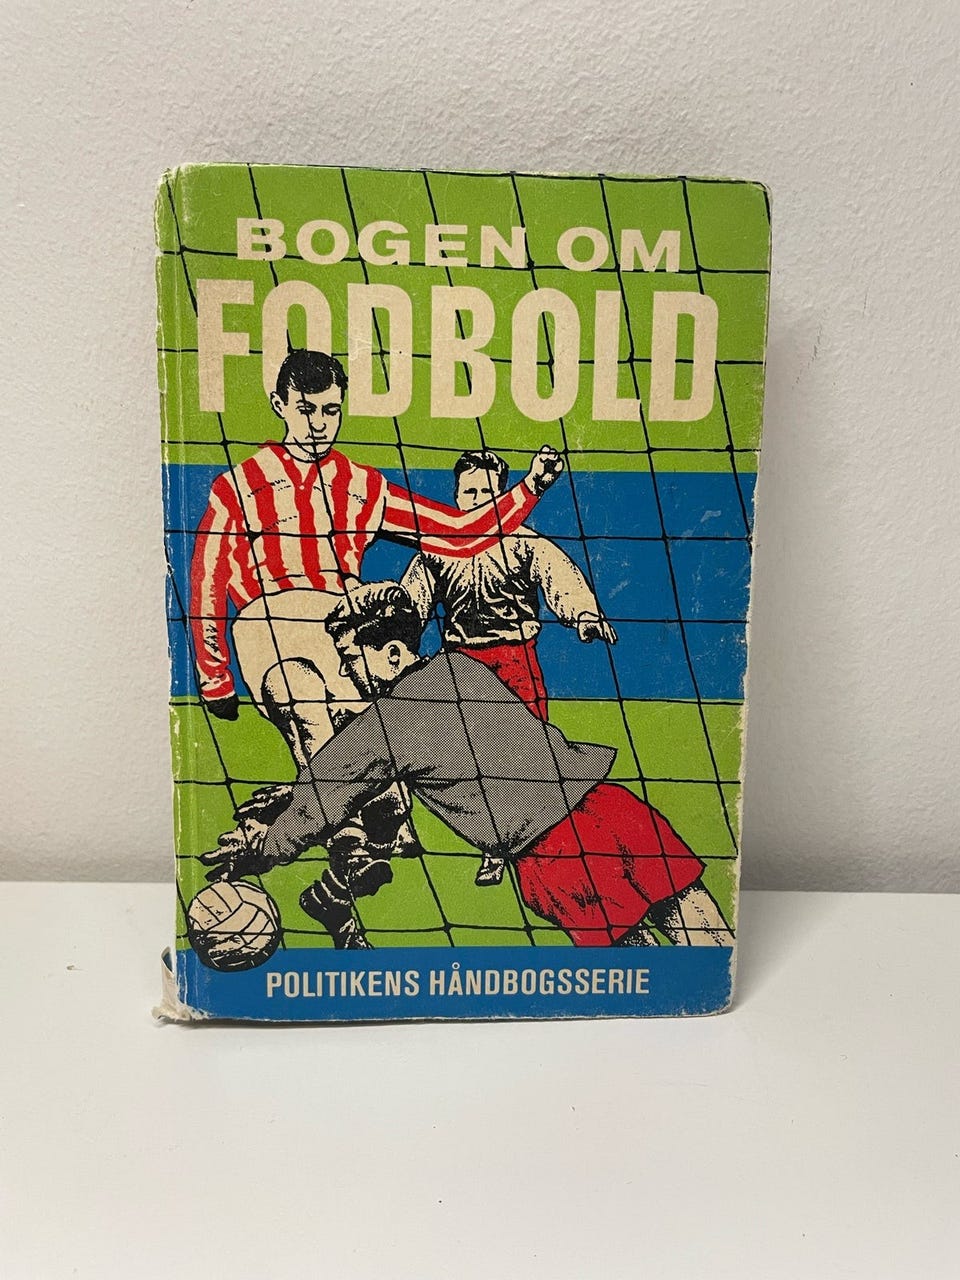 BOGEN OM
FODBOLD
POLITIKENS HÅNDBOGSSERIE